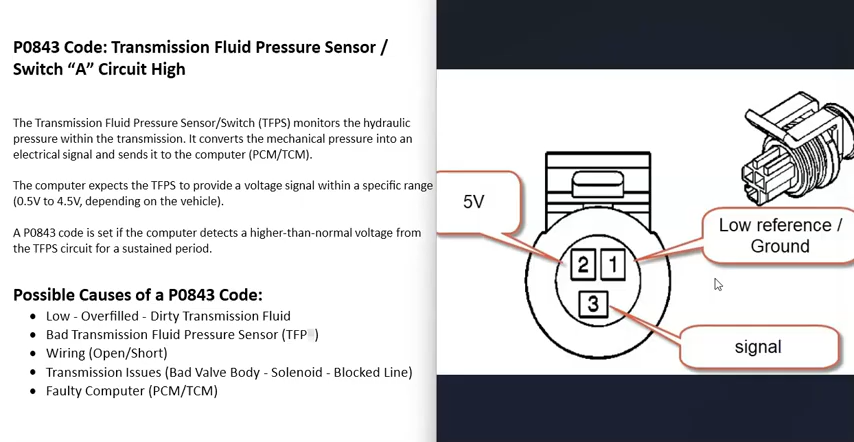 P0843 Code: Transmission Fluid Pressure Sensor /
Switch “A” Circuit High
The Transmission Fluid Pressure Sensor/Switch (TFPS) monitors the hydraulic
pressure within the transmission. It converts the mechanical pressure into an
electrical signal and sends it to the computer (PCM/TCM).
The computer expects the TFPS to provide a voltage signal within a specific range
(0.5V to 4.5V, depending on the vehicle).
A P0843 code is set if the computer detects a higher-than-normal voltage from
the TFPS circuit for a sustained period.
Possible Causes of a P0843 Code:
• Low - Overfilled - Dirty Transmission Fluid
• Bad Transmission Fluid Pressure Sensor
• Wiring (Open/Short)
• Transmission Issues (Bad Valve Body - Solenoid - Blocked Line)
• Faulty Computer (PCM/TCM)
5V
Low reference /
Ground
2 1
3
signal